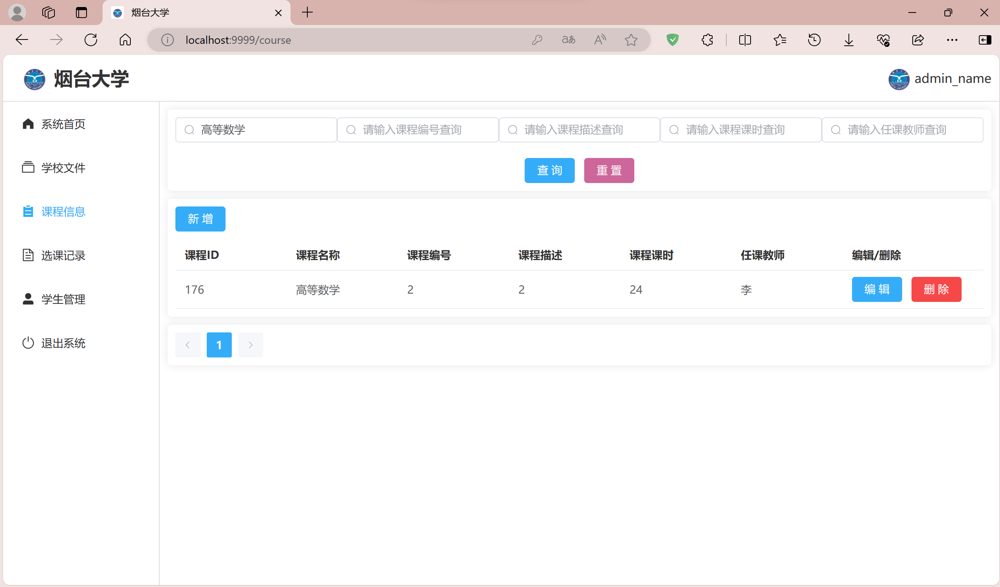 烟台大学
localhost:9999/course
烟台大学
admin_name
系统首页
学校文件
课程信息
选课记录
学生管理
退出系统
高等数学 请输入课程编号查询 请输入课程描述查询 请输入课程课时查询 请输入任课教师查询
查询 重置
新增
课程ID 课程名称 课程编号 课程描述 课程课时 任课教师 编辑/删除
176 高等数学 2 2 24 李 编辑 删除
1